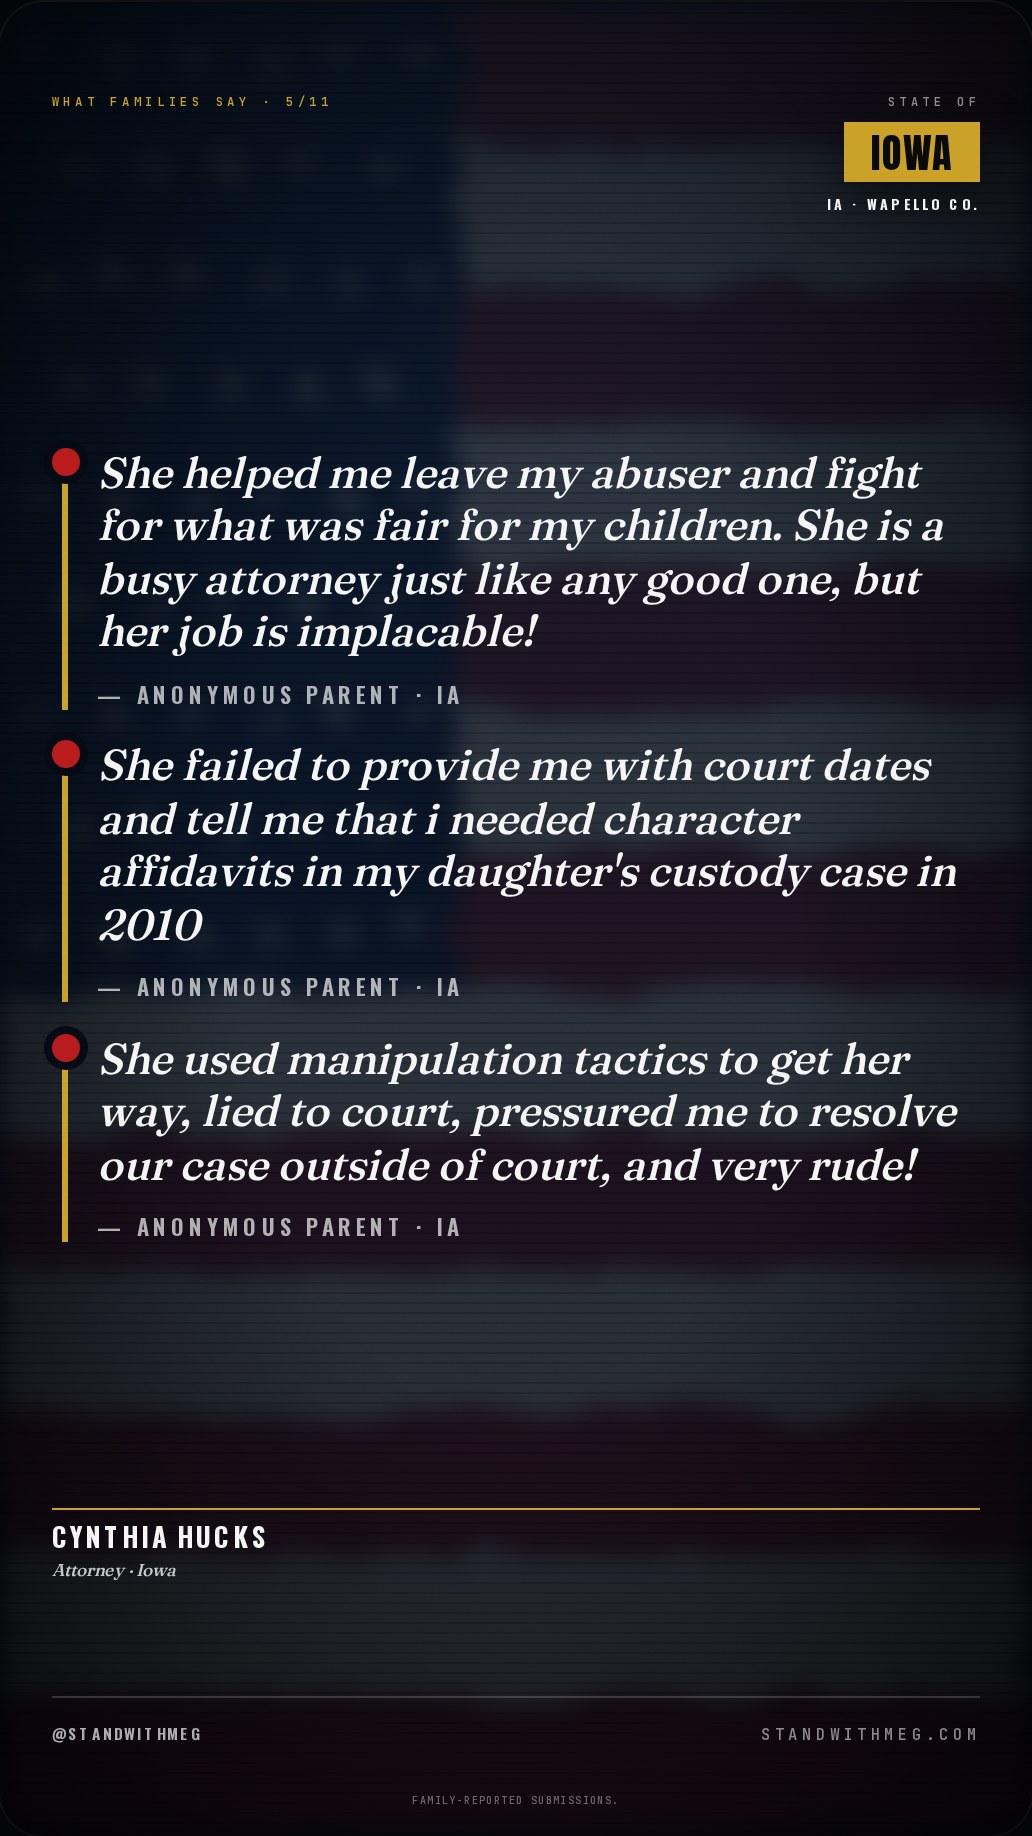 WHAT FAMILIES SAY · 5/11
STATE OF
IOWA
IA · WAPELLO CO.
She helped me leave my abuser and fight
for what was fair for my children. She is a
busy attorney just like any good one, but
her job is implacable!
— ANONYMOUS PARENT · IA
She failed to provide me with court dates
and tell me that i needed character
affidavits in my daughter's custody case in
2010
— ANONYMOUS PARENT · IA
She used manipulation tactics to get her
way, lied to court, pressured me to resolve
our case outside of court, and very rude!
— ANONYMOUS PARENT · IA
CYNTHIA HUCKS
Attorney · Iowa
@STANDWITHMEG
STANDWITHMEG.COM
FAMILY-REPORTED SUBMISSIONS.